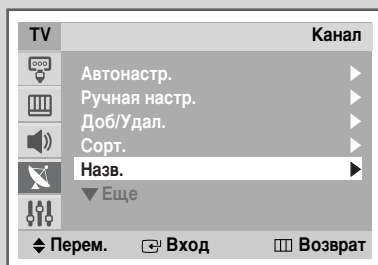 TV Канал
Автонастр.
Ручная настр.
Доб/Удал.
Сорт.
Назв.
Еще
Перем. Вход Возврат